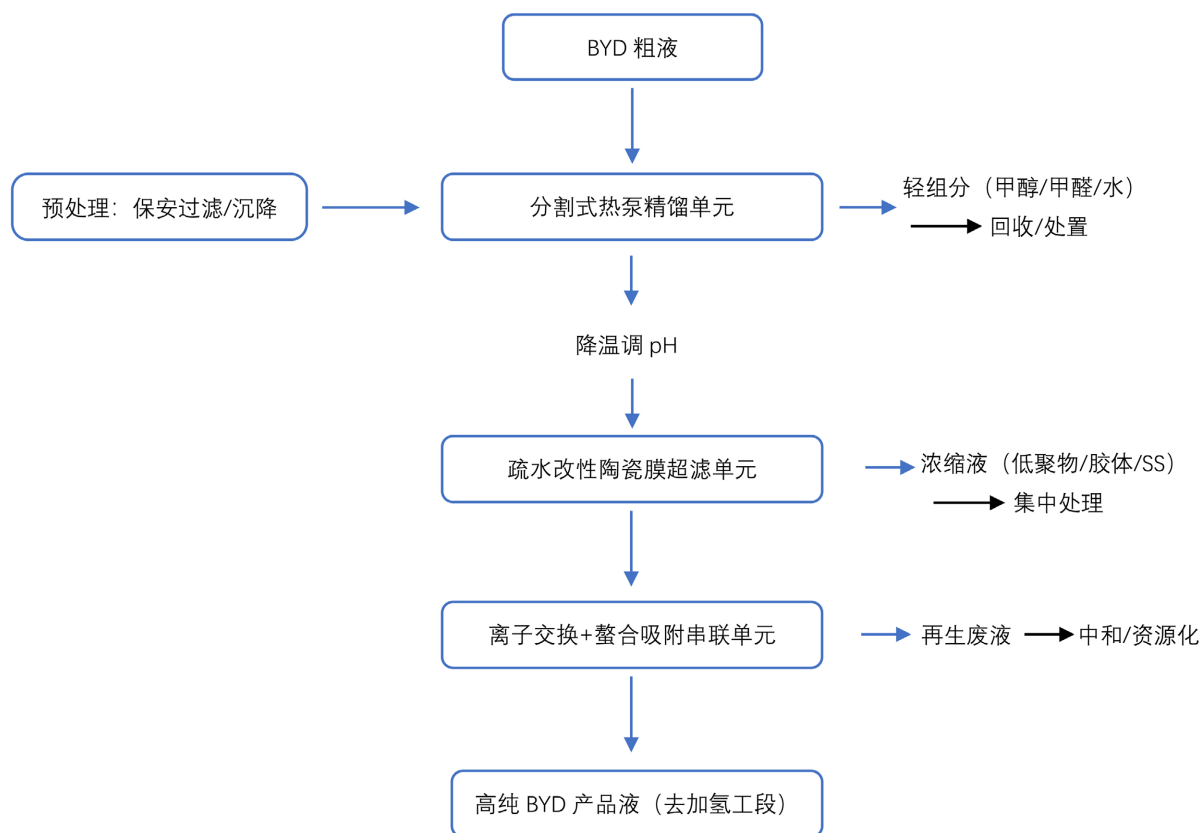 BYD 粗液
预处理：保安过滤/沉降
分割式热泵精馏单元
轻组分（甲醇/甲醛/水）
回收/处置
降温调 pH
疏水改性陶瓷膜超滤单元
浓缩液（低聚物/胶体/SS）
集中处理
离子交换+螯合吸附串联单元
再生废液
中和/资源化
高纯 BYD 产品液（去加氢工段）